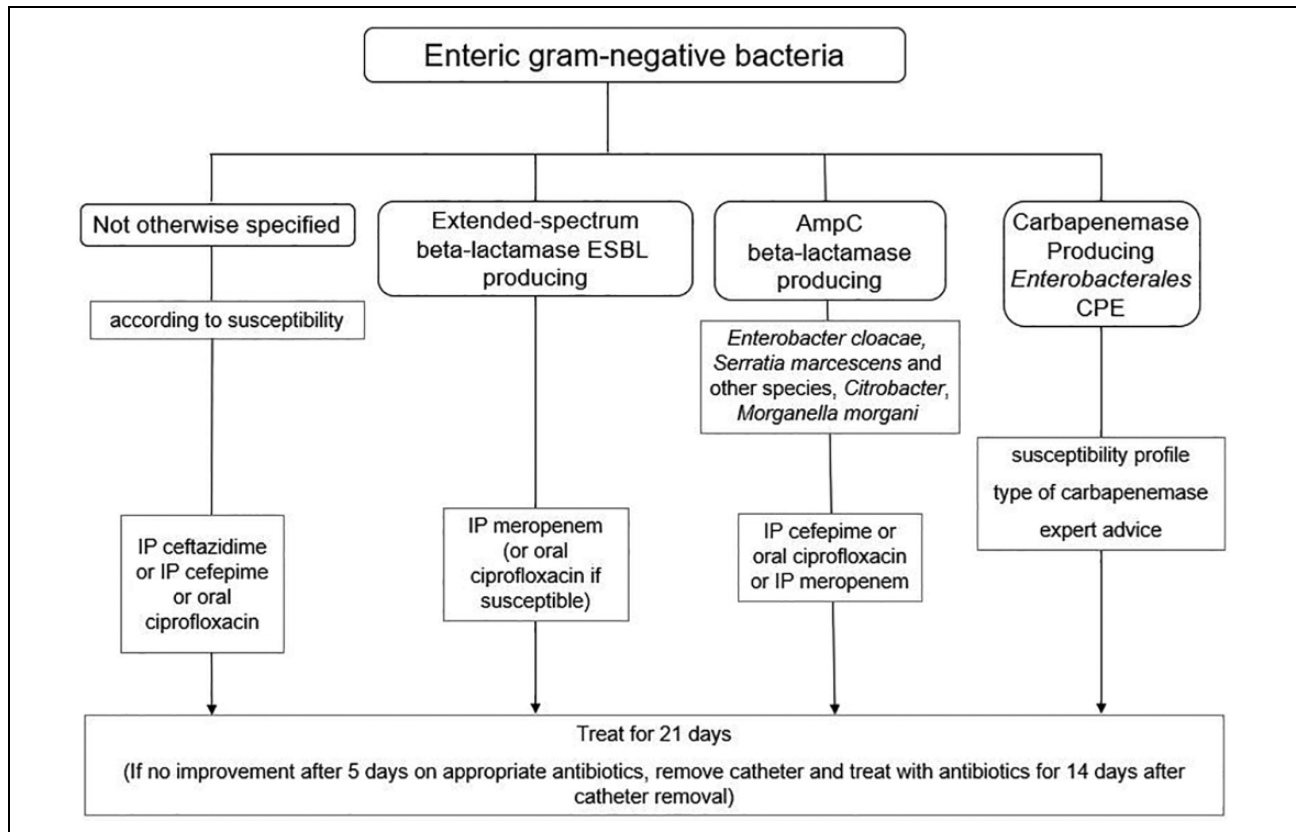 Enteric gram-negative bacteria
Not otherwise specified
according to susceptibility
IP ceftazidime
or IP cefepime
or oral
ciprofloxacin
Extended-spectrum
beta-lactamase ESBL
producing
IP meropenem
(or oral
ciprofloxacin if
susceptible)
AmpC
beta-lactamase
producing
Enterobacter cloacae,
Serratia marcescens and
other species, Citrobacter,
Morganella morgani
IP cefepime or
oral ciprofloxacin
or IP meropenem
Carbapenemase
Producing
Enterobacterales
CPE
susceptibility profile
type of carbapenemase
expert advice
Treat for 21 days
(If no improvement after 5 days on appropriate antibiotics, remove catheter and treat with antibiotics for 14 days after
catheter removal)